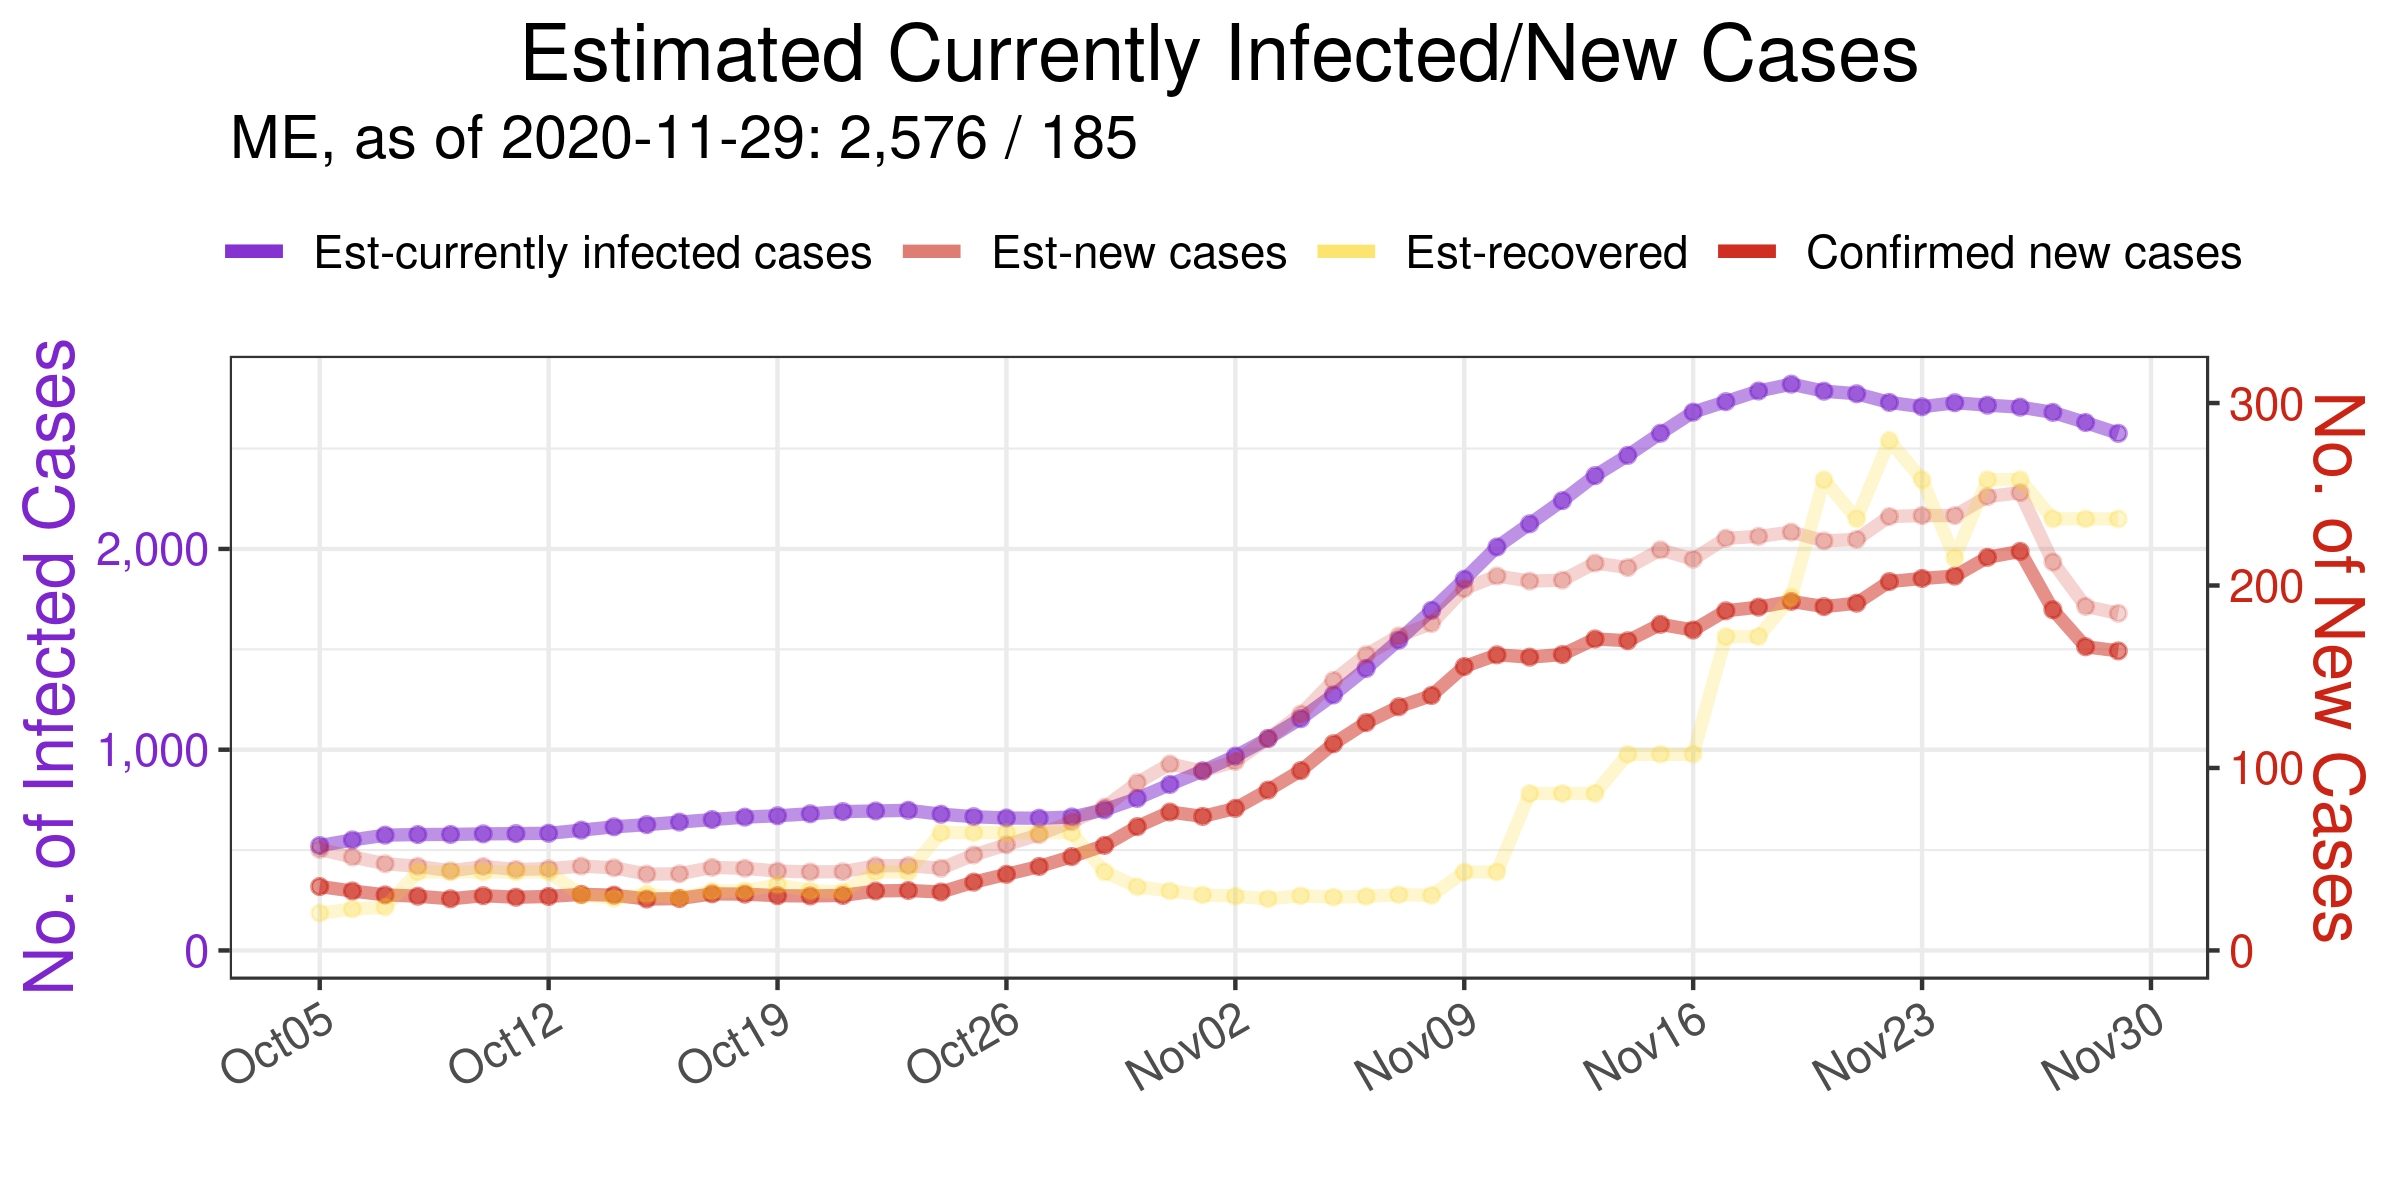 Estimated Currently Infected/New Cases
ME, as of 2020-11-29: 2,576 / 185
Est-currently infected cases Est-new cases Est-recovered Confirmed new cases
No. of Infected Cases
2,000
1,000
0
300
200
100
0
No. of New Cases
Oct05 Oct12 Oct19 Oct26 Nov02 Nov09 Nov16 Nov23 Nov30